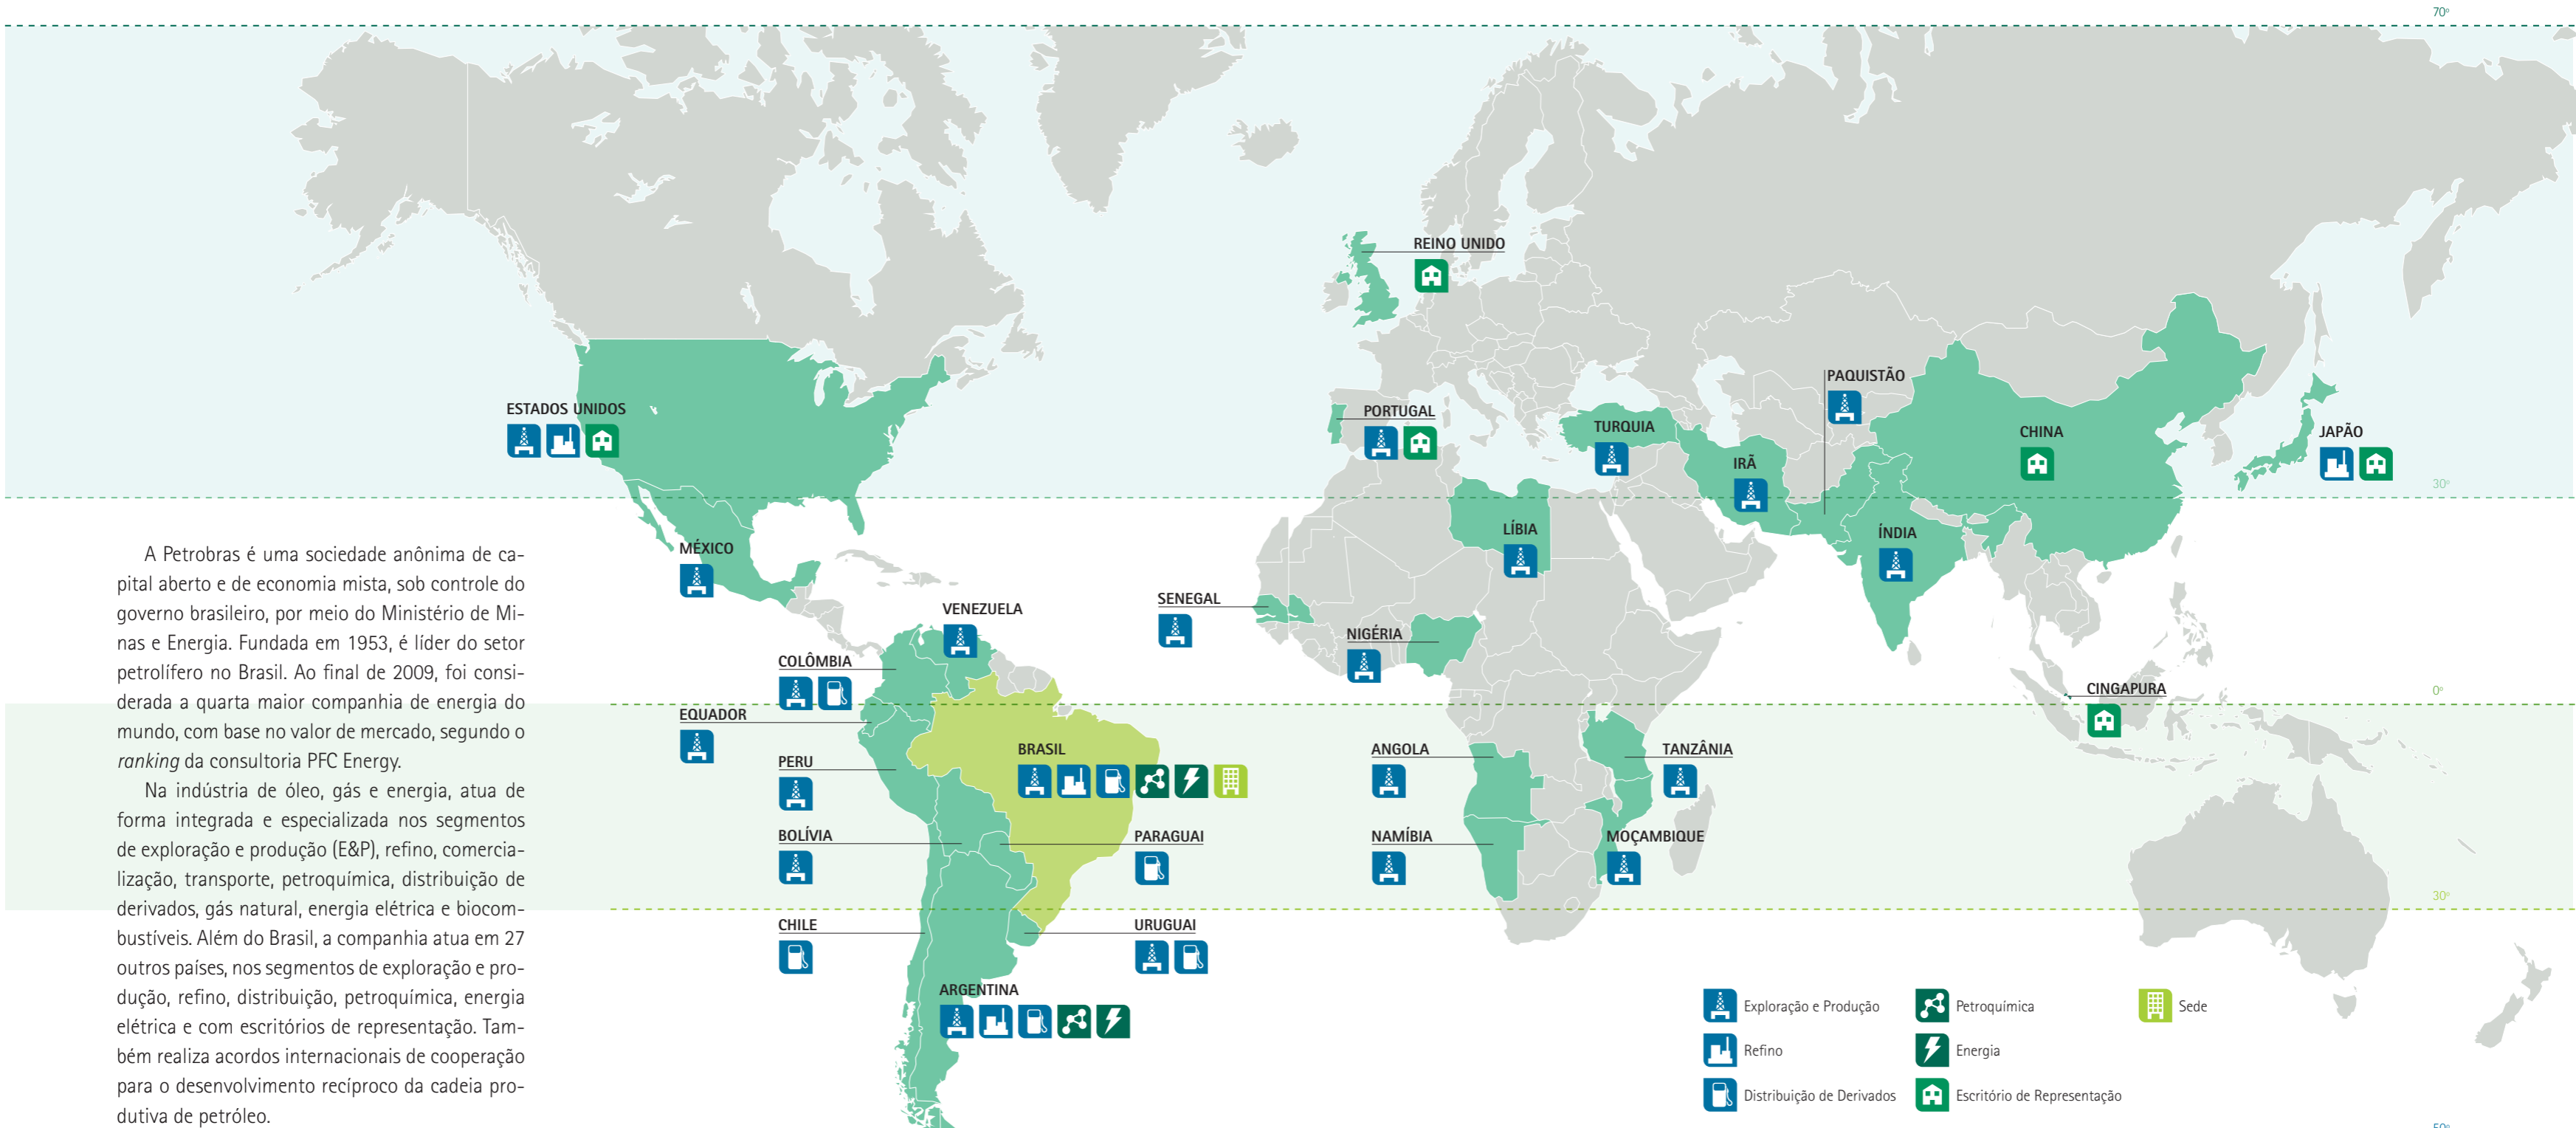 70º
REINO UNIDO
PAQUISTÃO
ESTADOS UNIDOS
PORTUGAL
TURQUIA
CHINA
JAPÃO
IRÃ
30º
LÍBIA
ÍNDIA
MÉXICO
SENEGAL
VENEZUELA
NIGÉRIA
COLÔMBIA
CINGAPURA
0º
EQUADOR
BRASIL
ANGOLA
TANZÂNIA
PERU
BOLÍVIA
PARAGUAI
NAMÍBIA
MOÇAMBIQUE
30º
CHILE
URUGUAI
ARGENTINA
A Petrobras é uma sociedade anônima de ca-
pital aberto e de economia mista, sob controle do
governo brasileiro, por meio do Ministério de Mi-
nas e Energia. Fundada em 1953, é líder do setor
petrolífero no Brasil. Ao final de 2009, foi consi-
derada a quarta maior companhia de energia do
mundo, com base no valor de mercado, segundo o
ranking da consultoria PFC Energy.
Na indústria de óleo, gás e energia, atua de
forma integrada e especializada nos segmentos
de exploração e produção (E&P), refino, comercia-
lização, transporte, petroquímica, distribuição de
derivados, gás natural, energia elétrica e biocom-
bustíveis. Além do Brasil, a companhia atua em 27
outros países, nos segmentos de exploração e pro-
dução, refino, distribuição, petroquímica, energia
elétrica e com escritórios de representação. Tam-
bém realiza acordos internacionais de cooperação
para o desenvolvimento recíproco da cadeia pro-
dutiva de petróleo.
Exploração e Produção
Refino
Distribuição de Derivados
Petroquímica
Energia
Escritório de Representação
Sede
50º